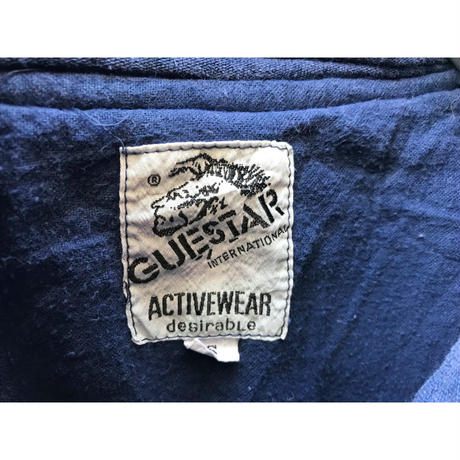 ®
GUESTAR
INTERNATIONAL
ACTIVEWEAR
desirable